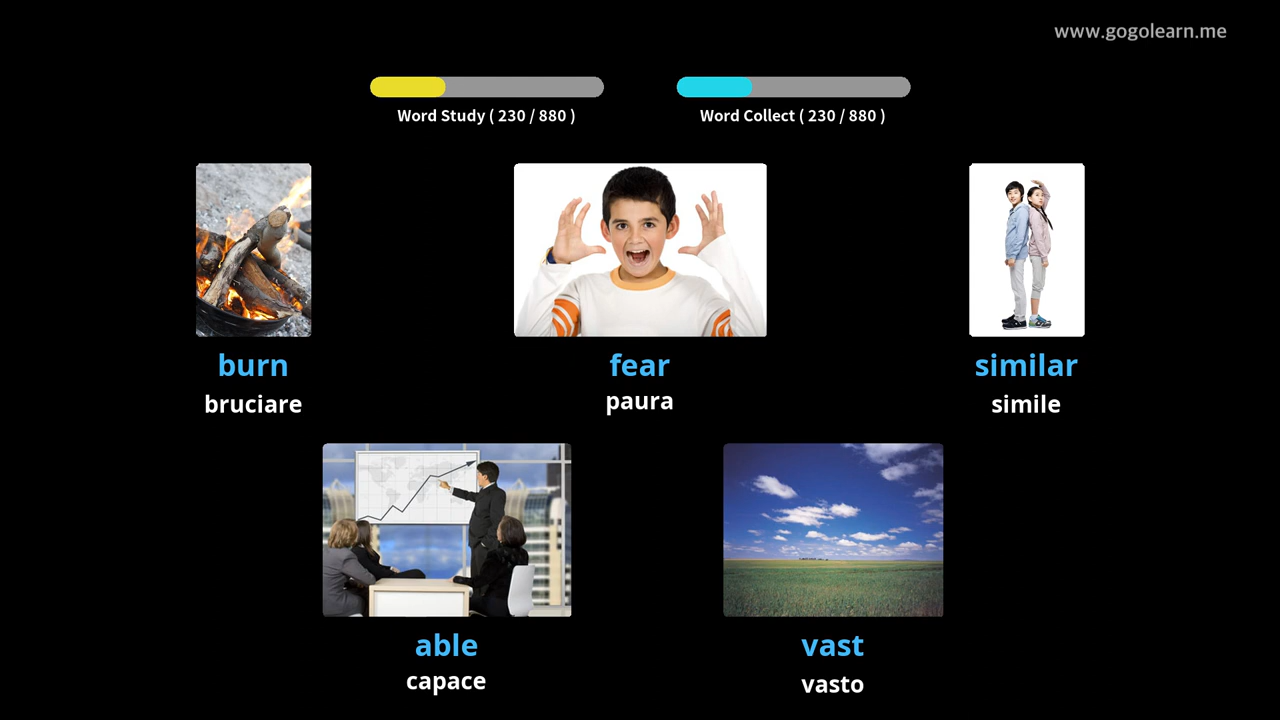 www.gogolearn.me
Word Study ( 230 / 880 )
Word Collect ( 230 / 880 )
burn
bruciare
fear
paura
similar
simile
able
capace
vast
vasto